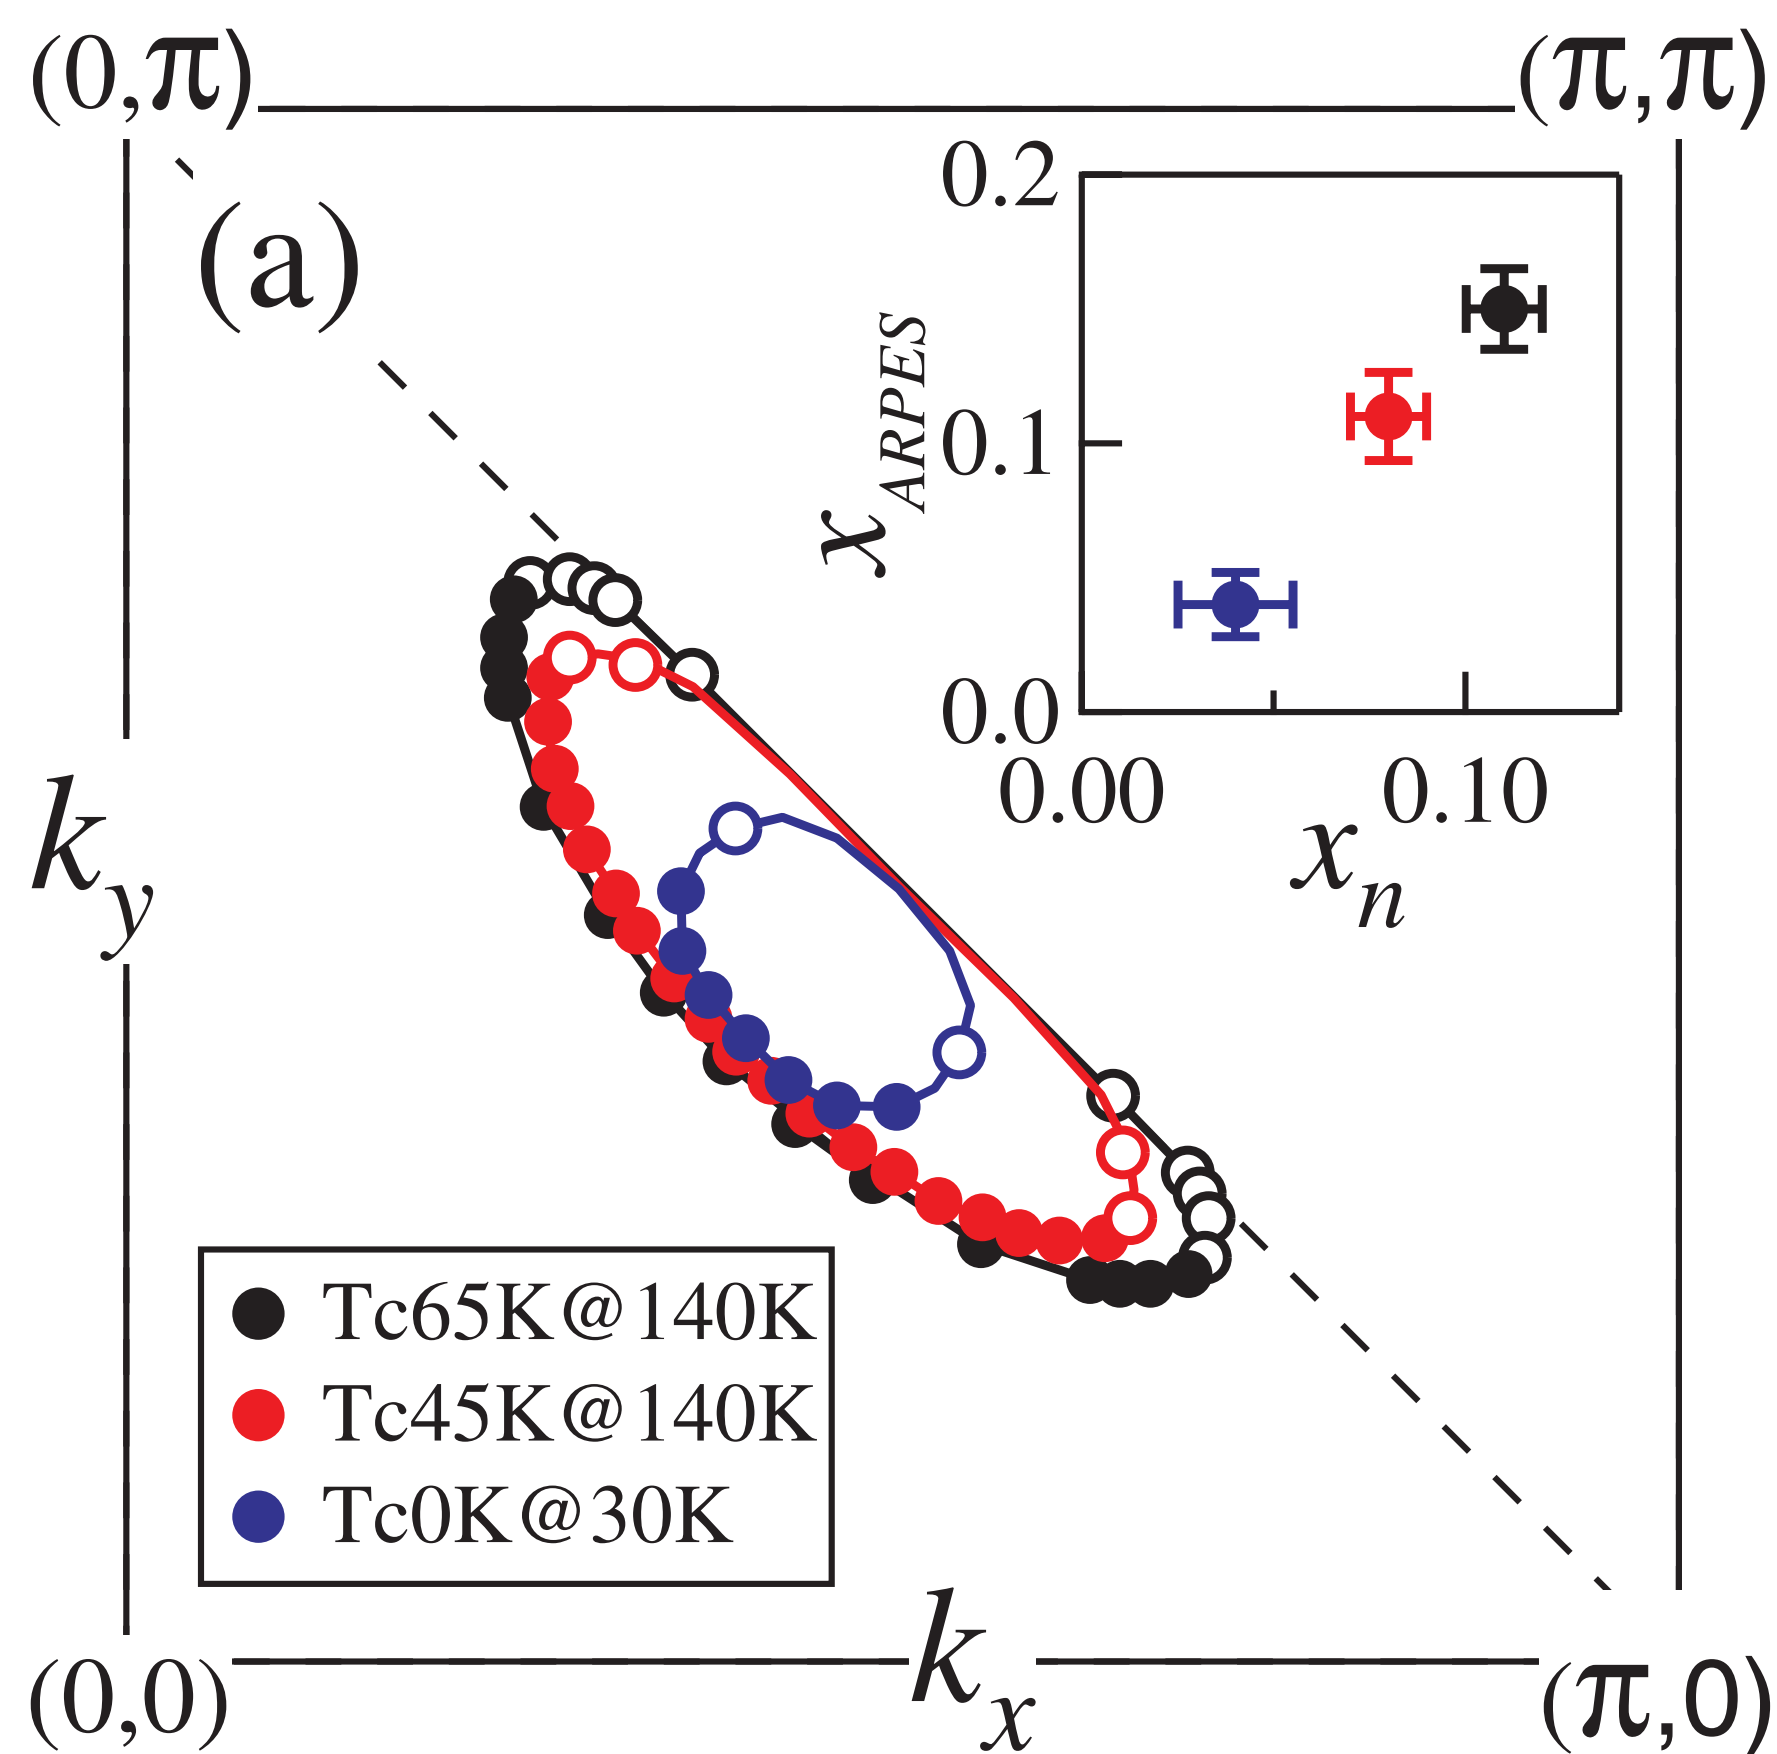 (0,π)
(π,π)
(a)
0.2
0.1
0.0
x_ARPES
0.00
0.10
x_n
k_y
Tc65K@140K
Tc45K@140K
Tc0K@30K
(0,0)
k_x
(π,0)